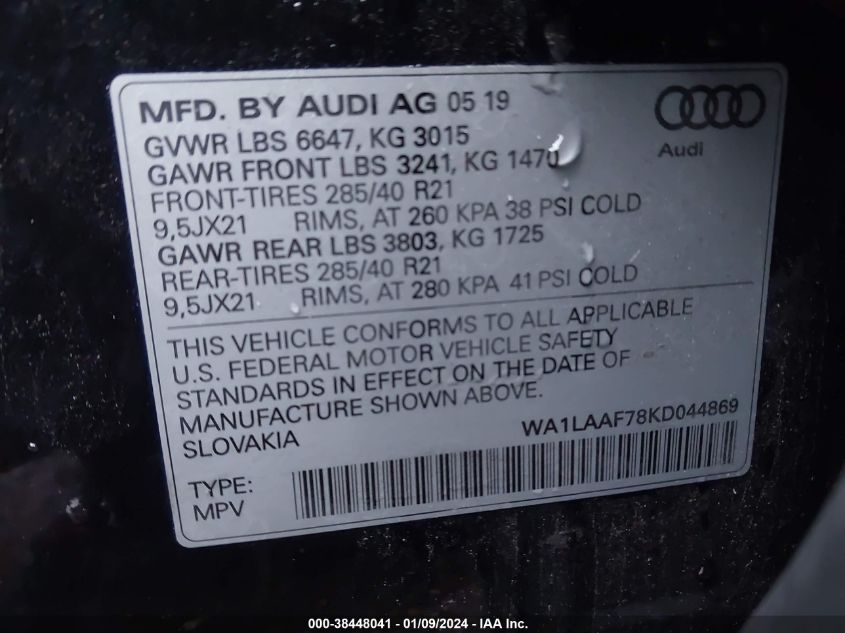 MFD. BY AUDI AG 05 19
Audi
GVWR LBS 6647, KG 3015
GAWR FRONT LBS 3241, KG 1470
FRONT-TIRES 285/40 R21
9,5JX21 RIMS, AT 260 KPA 38 PSI COLD
GAWR REAR LBS 3803, KG 1725
REAR-TIRES 285/40 R21
9,5JX21 RIMS, AT 280 KPA 41 PSI COLD
THIS VEHICLE CONFORMS TO ALL APPLICABLE
U.S. FEDERAL MOTOR VEHICLE SAFETY
STANDARDS IN EFFECT ON THE DATE OF
MANUFACTURE SHOWN ABOVE.
SLOVAKIA
WA1LAAF78KD044869
TYPE:
MPV
000-38448041 - 01/09/2024 - IAA Inc.